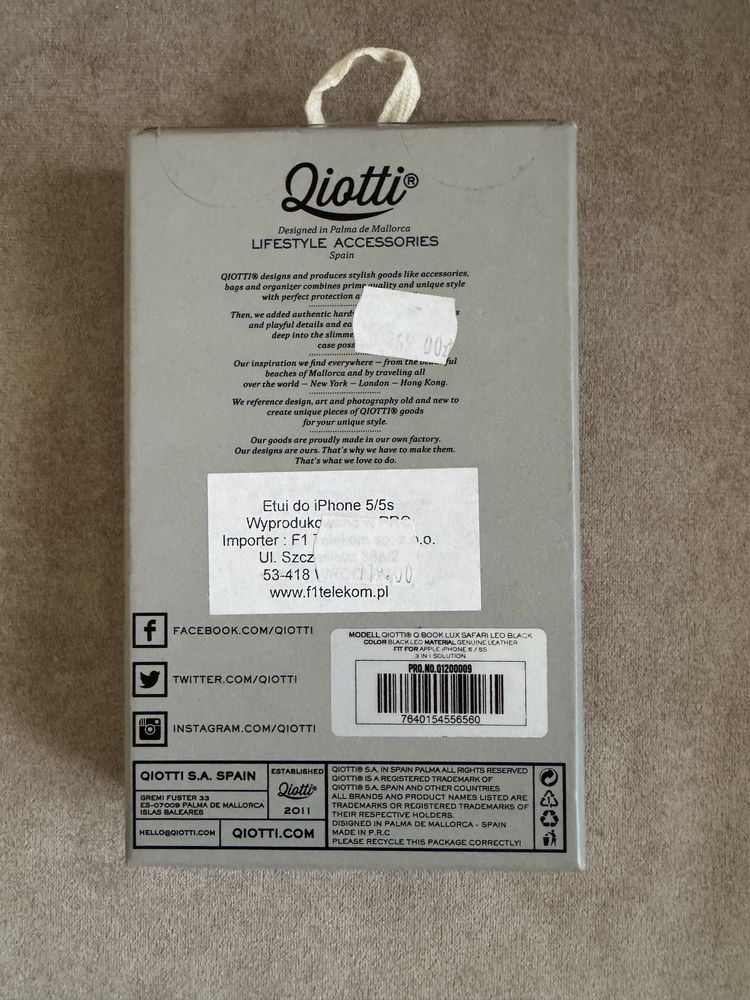 Qiotti®
Designed in Palma de Mallorca
LIFESTYLE ACCESSORIES
Spain
QIOTTI® designs and produces stylish goods like accessories,
bags and organizer combines prime quality and unique style
with perfect protection
Then, we added authentic
and playful details and
deep into the
case
Our inspiration we find everywhere – from the beautiful
beaches of Mallorca and by traveling all
over the world – New York – London – Hong Kong.
We reference design, art and photography old and new to
create unique pieces of QIOTTI® goods
for your unique style.
Our goods are proudly made in our own factory.
Our designs are ours. That's why we have to make them.
That's what we love to do.
Etui do iPhone 5/5s
Wyprodukowano w PRC
Importer : F1 Telekom sp. z o.o.
Ul.
53-418
www.f1telekom.pl
FACEBOOK.COM/QIOTTI
TWITTER.COM/QIOTTI
INSTAGRAM.COM/QIOTTI
MODELL QIOTTI® Q BOOK LUX SAFARI LEO BLACK
COLOR BLACK LEO MATERIAL GENUINE LEATHER
FIT FOR APPLE IPHONE 5 / 5S
3 IN 1 SOLUTION
PRO.NO.Q1200009
7640154556560
QIOTTI S.A. SPAIN
GREMI FUSTER 33
ES-07009 PALMA DE MALLORCA
ISLAS BALEARES
HELLO@QIOTTI.COM
QIOTTI.COM
ESTABLISHED
Qiotti
2011
QIOTTI® S.A. IN SPAIN PALMA ALL RIGHTS RESERVED
QIOTTI® IS A REGISTERED TRADEMARK OF
QIOTTI® S.A. SPAIN AND OTHER COUNTRIES
ALL BRANDS AND PRODUCT NAMES LISTED ARE
TRADEMARKS OR REGISTERED TRADEMARKS OF
THEIR RESPECTIVE HOLDERS.
DISIGNED IN PALMA DE MALLORCA - SPAIN
MADE IN P.R.C
PLEASE RECYCLE THIS PACKAGE CORRECTLY!